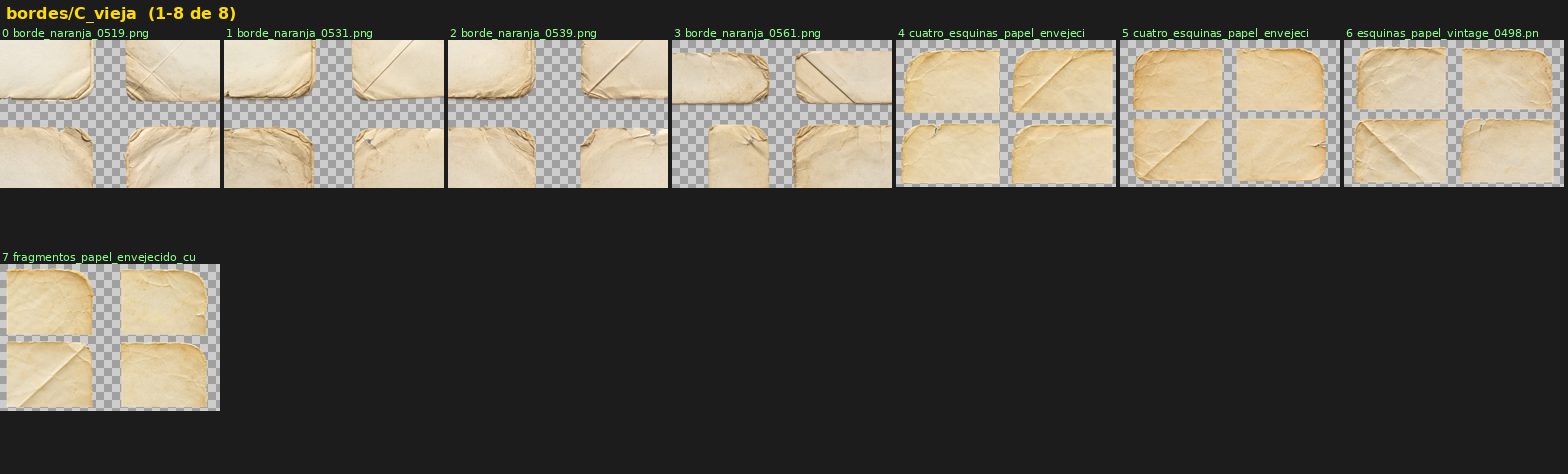 bordes/C_vieja (1-8 de 8)
0 borde_naranja_0519.png
1 borde_naranja_0531.png
2 borde_naranja_0539.png
3 borde_naranja_0561.png
4 cuatro_esquinas_papel_envejeci
5 cuatro_esquinas_papel_envejeci
6 esquinas_papel_vintage_0498.pn
7 fragmentos_papel_envejecido_cu